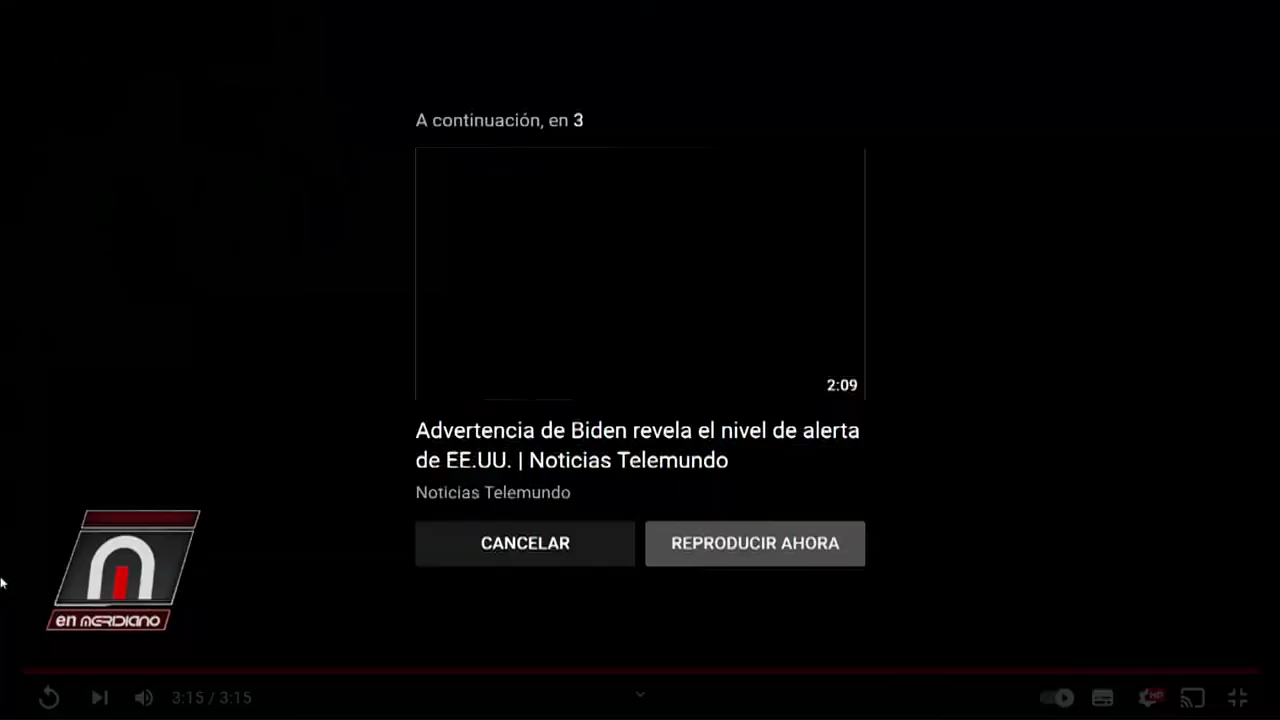 A continuación, en 3
2:09
Advertencia de Biden revela el nivel de alerta
de EE.UU. | Noticias Telemundo
Noticias Telemundo
CANCELAR
REPRODUCIR AHORA
en MERIDIANO
3:15 / 3:15